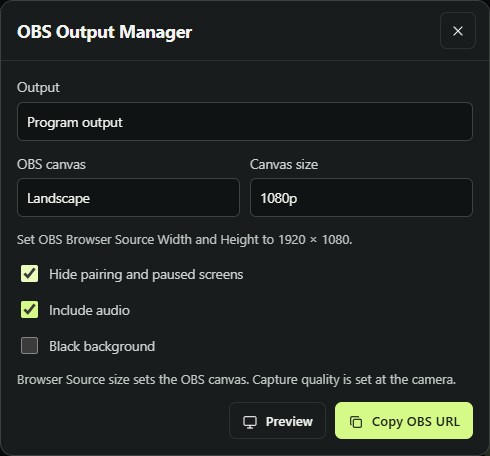 OBS Output Manager
Output
Program output
OBS canvas
Canvas size
Landscape
1080p
Set OBS Browser Source Width and Height to 1920 × 1080.
Hide pairing and paused screens
Include audio
Black background
Browser Source size sets the OBS canvas. Capture quality is set at the camera.
Preview
Copy OBS URL